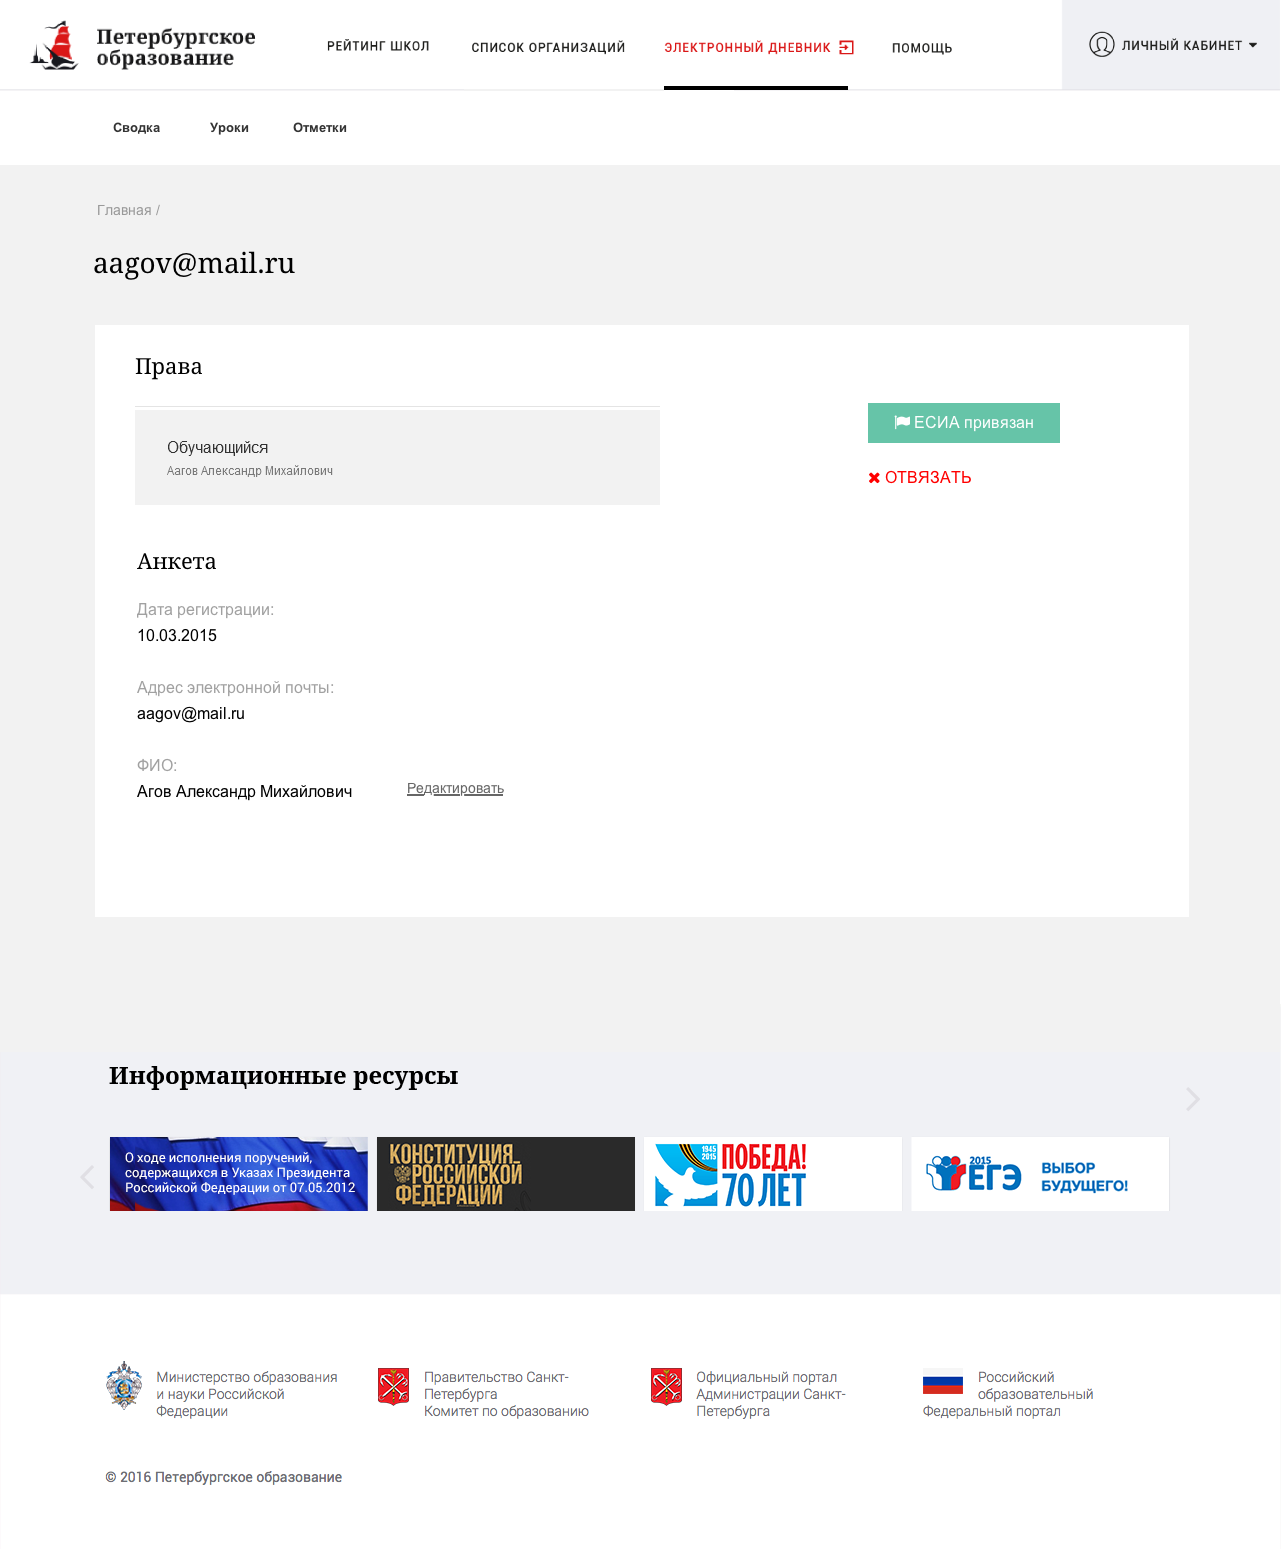 Петербургское
образование
РЕЙТИНГ ШКОЛ
СПИСОК ОРГАНИЗАЦИЙ
ЭЛЕКТРОННЫЙ ДНЕВНИК
ПОМОЩЬ
ЛИЧНЫЙ КАБИНЕТ
Сводка
Уроки
Отметки
Главная /
aagov@mail.ru
Права
Обучающийся
Аагов Александр Михайлович
ЕСИА привязан
ОТВЯЗАТЬ
Анкета
Дата регистрации:
10.03.2015
Адрес электронной почты:
aagov@mail.ru
ФИО:
Агов Александр Михайлович
Редактировать
Информационные ресурсы
О ходе исполнения поручений,
содержащихся в Указах Президента
Российской Федерации от 07.05.2012
КОНСТИТУЦИЯ
РОССИЙСКОЙ
ФЕДЕРАЦИИ
1945
2015
ПОБЕДА!
70 ЛЕТ
2015
ЕГЭ
ВЫБОР
БУДУЩЕГО!
Министерство образования
и науки Российской
Федерации
Правительство Санкт-
Петербурга
Комитет по образованию
Официальный портал
Администрации Санкт-
Петербурга
Российский
образовательный
Федеральный портал
© 2016 Петербургское образование